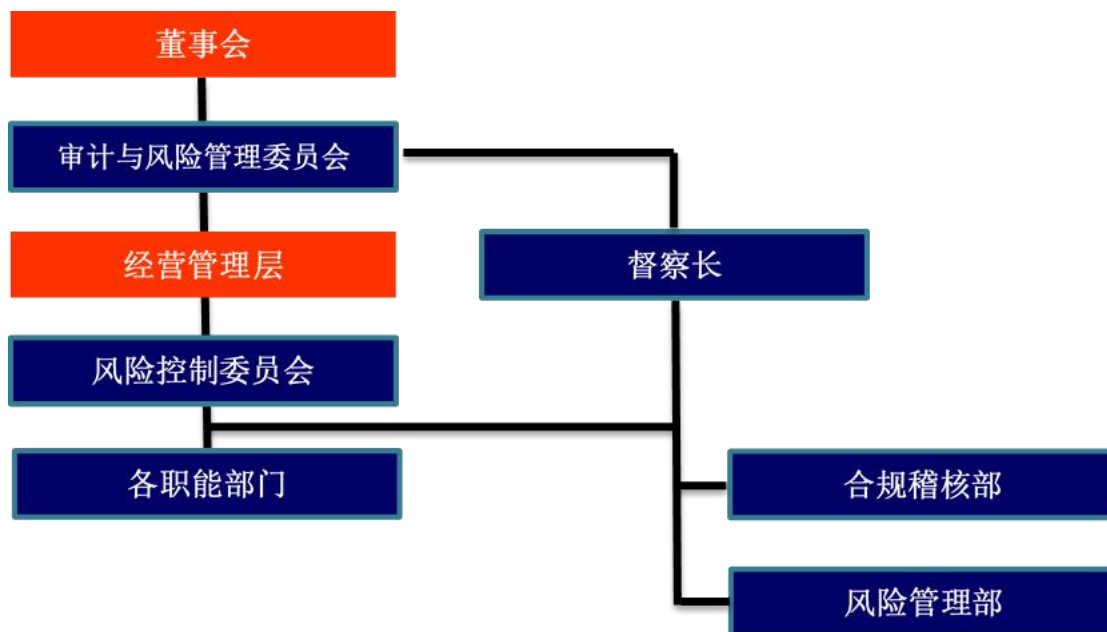 董事会
审计与风险管理委员会
经营管理层
督察长
风险控制委员会
各职能部门
合规稽核部
风险管理部